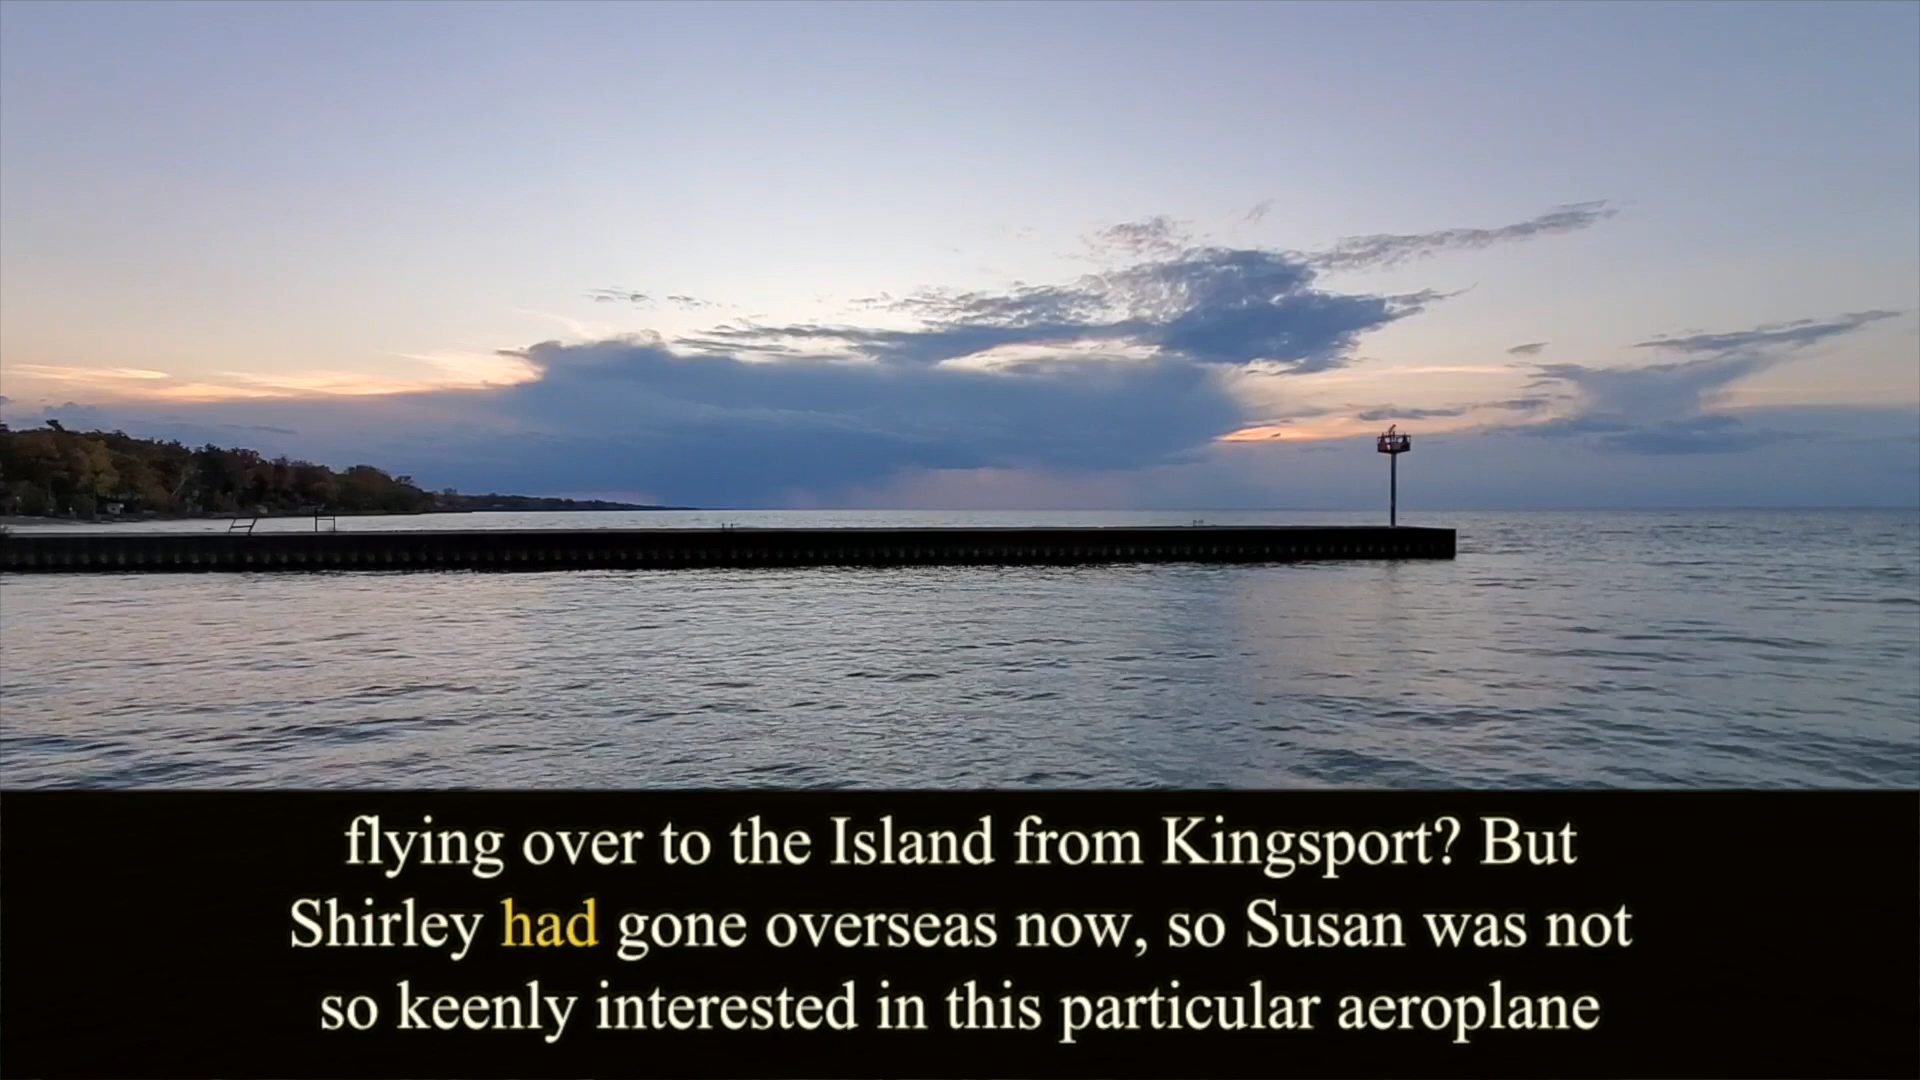 flying over to the Island from Kingsport? But
Shirley had gone overseas now, so Susan was not
so keenly interested in this particular aeroplane